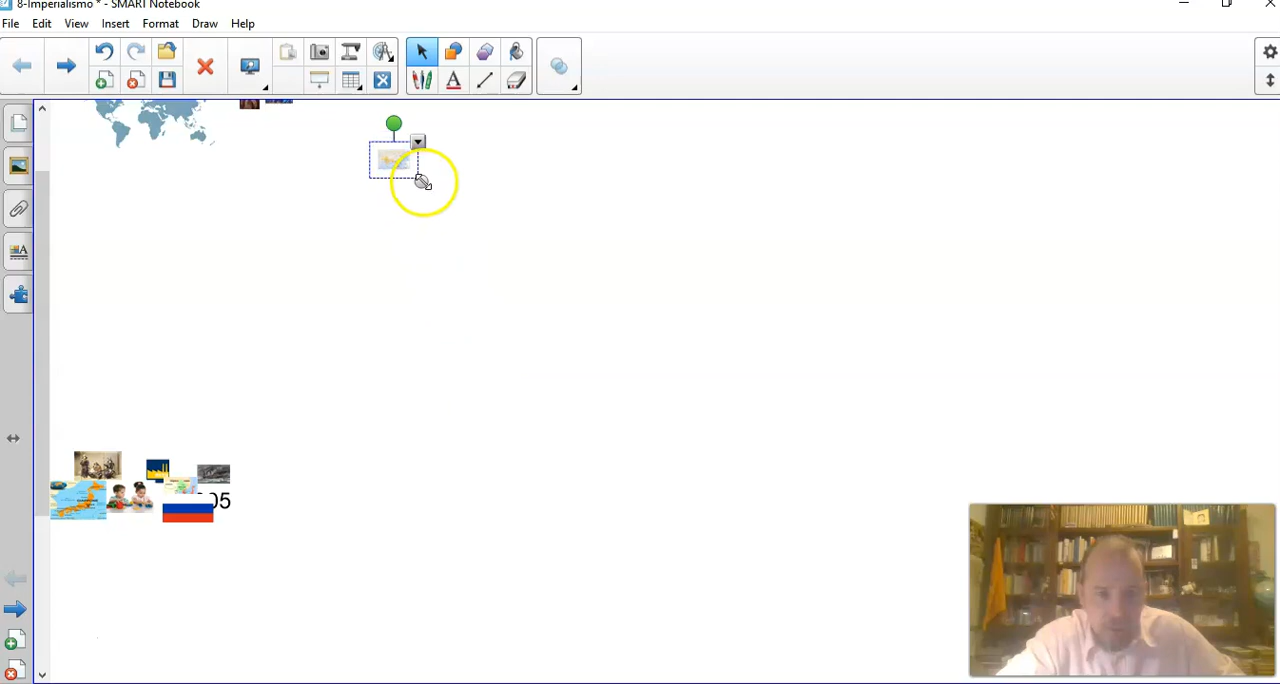 8-Imperialismo * - SMART Notebook
File Edit View Insert Format Draw Help
05